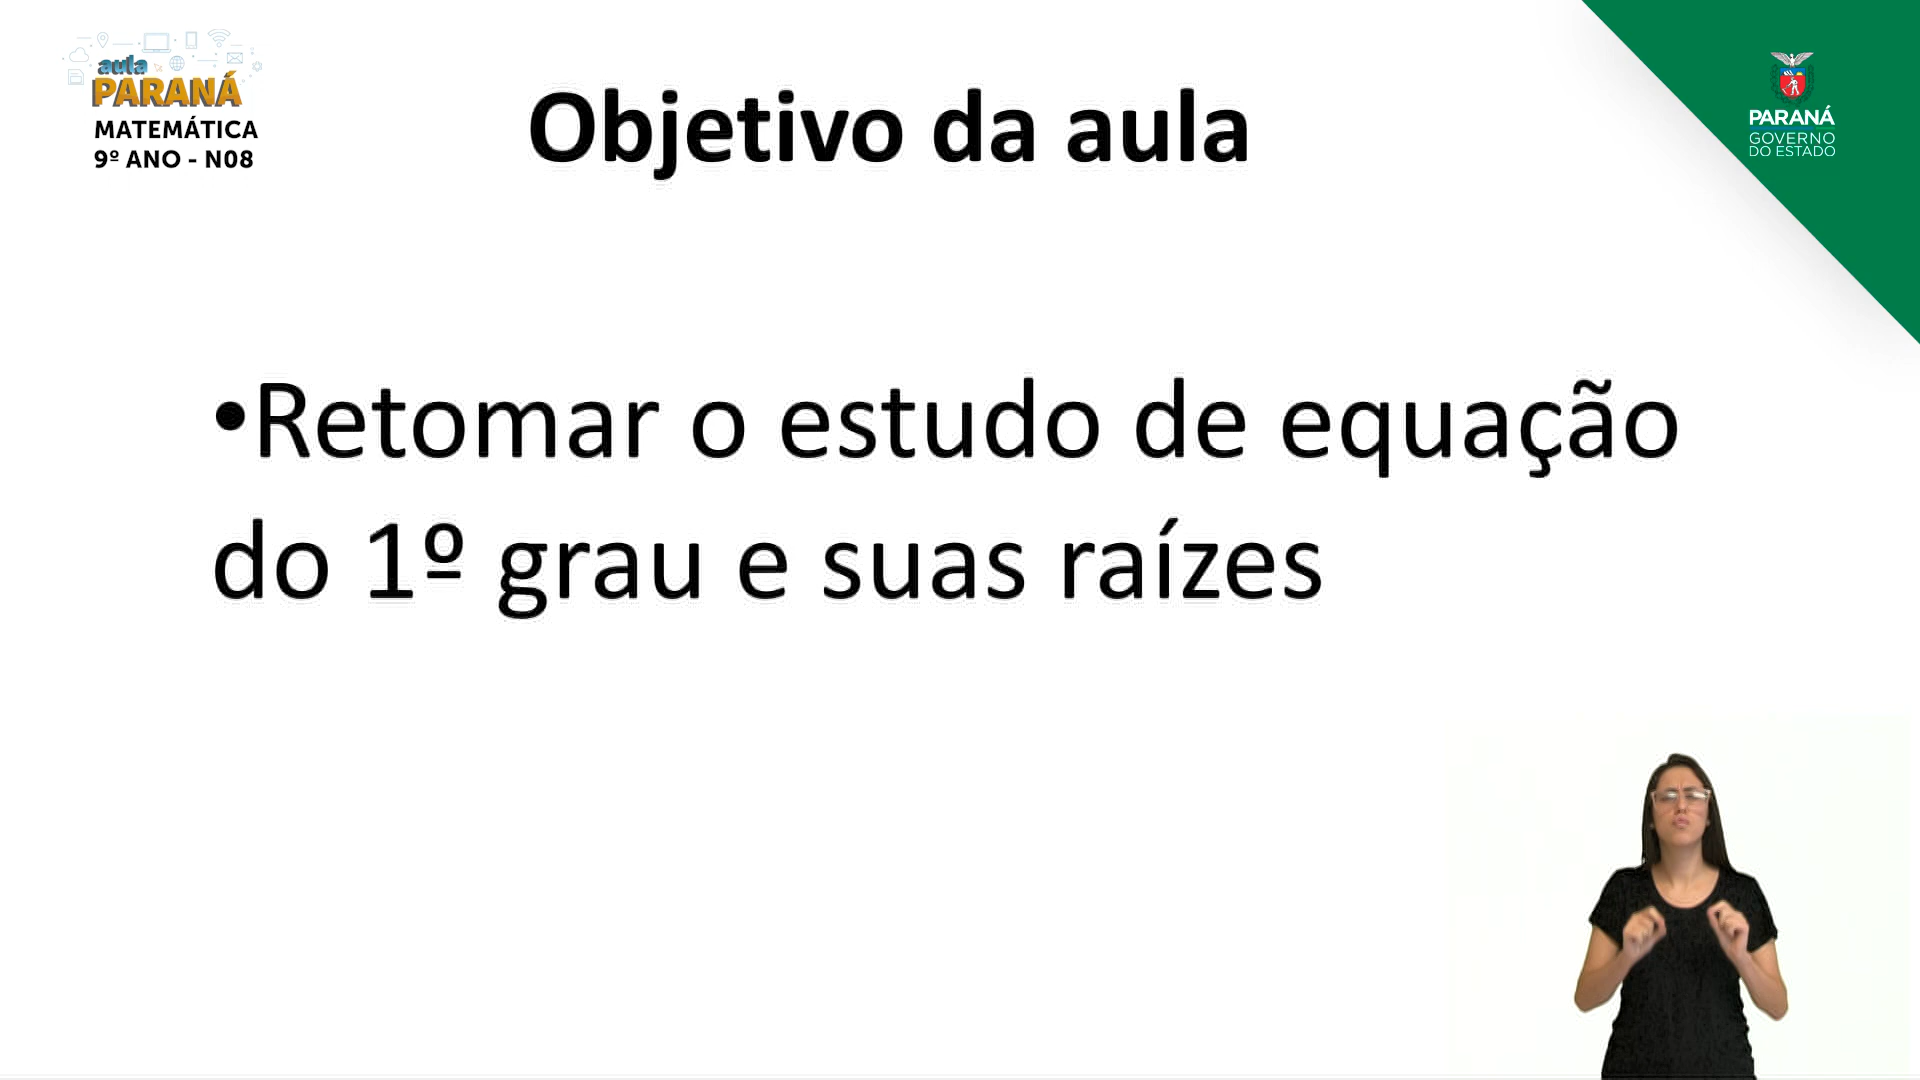 aula
PARANÁ
MATEMÁTICA
9º ANO - N08
Objetivo da aula
PARANÁ
GOVERNO
DO ESTADO
•Retomar o estudo de equação
do 1º grau e suas raízes